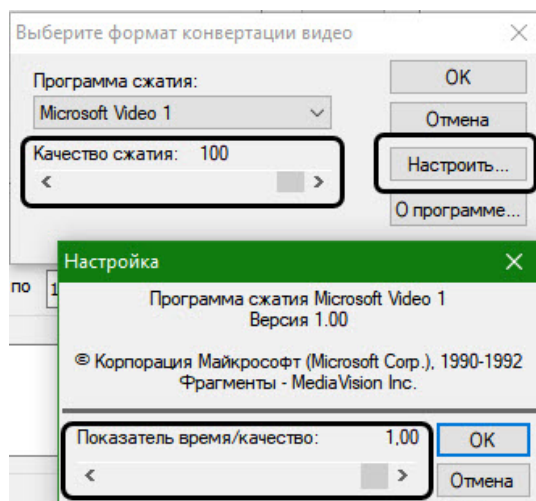 Выберите формат конвертации видео
Программа сжатия:
OK
Microsoft Video 1
Отмена
Качество сжатия: 100
Настроить...
О программе...
Настройка
по 1
Программа сжатия Microsoft Video 1
Версия 1.00
© Корпорация Майкрософт (Microsoft Corp.), 1990-1992
Фрагменты - MediaVision Inc.
Показатель время/качество: 1,00
OK
Отмена